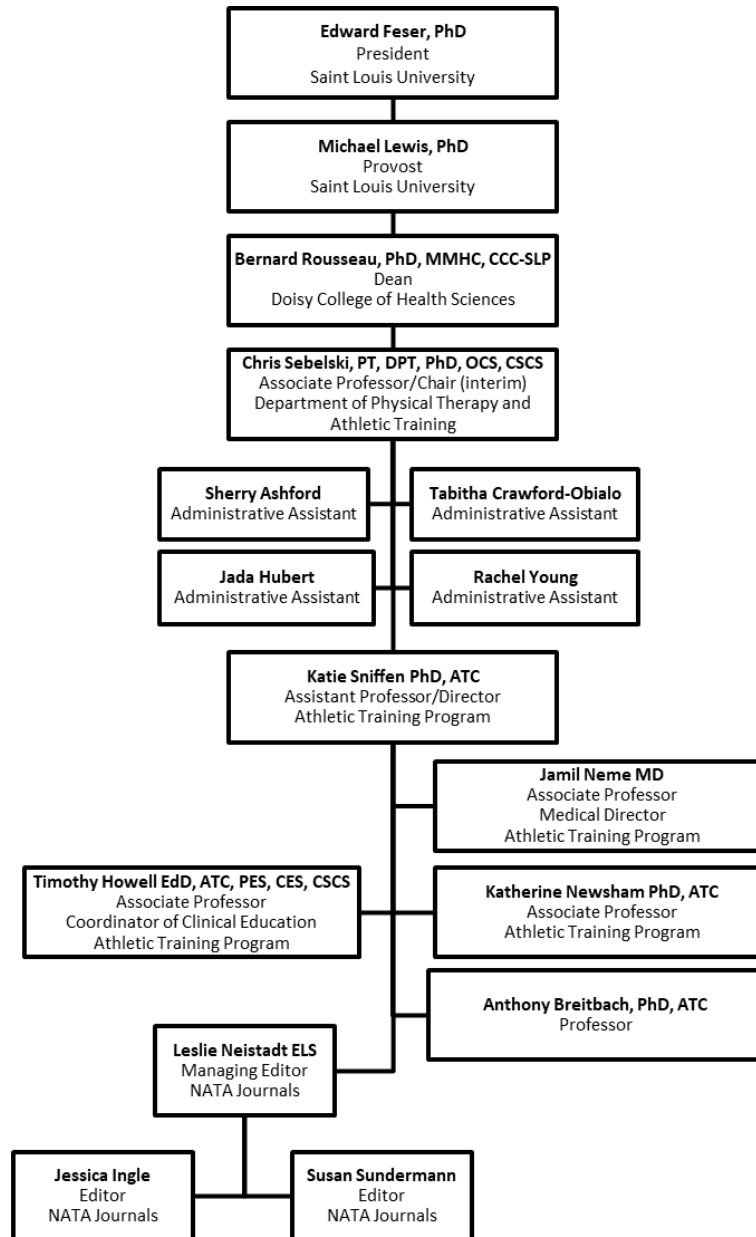 Edward Feser, PhD
President
Saint Louis University
Michael Lewis, PhD
Provost
Saint Louis University
Bernard Rousseau, PhD, MMHC, CCC-SLP
Dean
Doisy College of Health Sciences
Chris Sebelski, PT, DPT, PhD, OCS, CSCS
Associate Professor/Chair (interim)
Department of Physical Therapy and
Athletic Training
Sherry Ashford
Administrative Assistant
Tabitha Crawford-Obialo
Administrative Assistant
Jada Hubert
Administrative Assistant
Rachel Young
Administrative Assistant
Katie Sniffen PhD, ATC
Assistant Professor/Director
Athletic Training Program
Jamil Neme MD
Associate Professor
Medical Director
Athletic Training Program
Timothy Howell EdD, ATC, PES, CES, CSCS
Associate Professor
Coordinator of Clinical Education
Athletic Training Program
Katherine Newsham PhD, ATC
Associate Professor
Athletic Training Program
Anthony Breitbach, PhD, ATC
Professor
Leslie Neistadt ELS
Managing Editor
NATA Journals
Jessica Ingle
Editor
NATA Journals
Susan Sundermann
Editor
NATA Journals